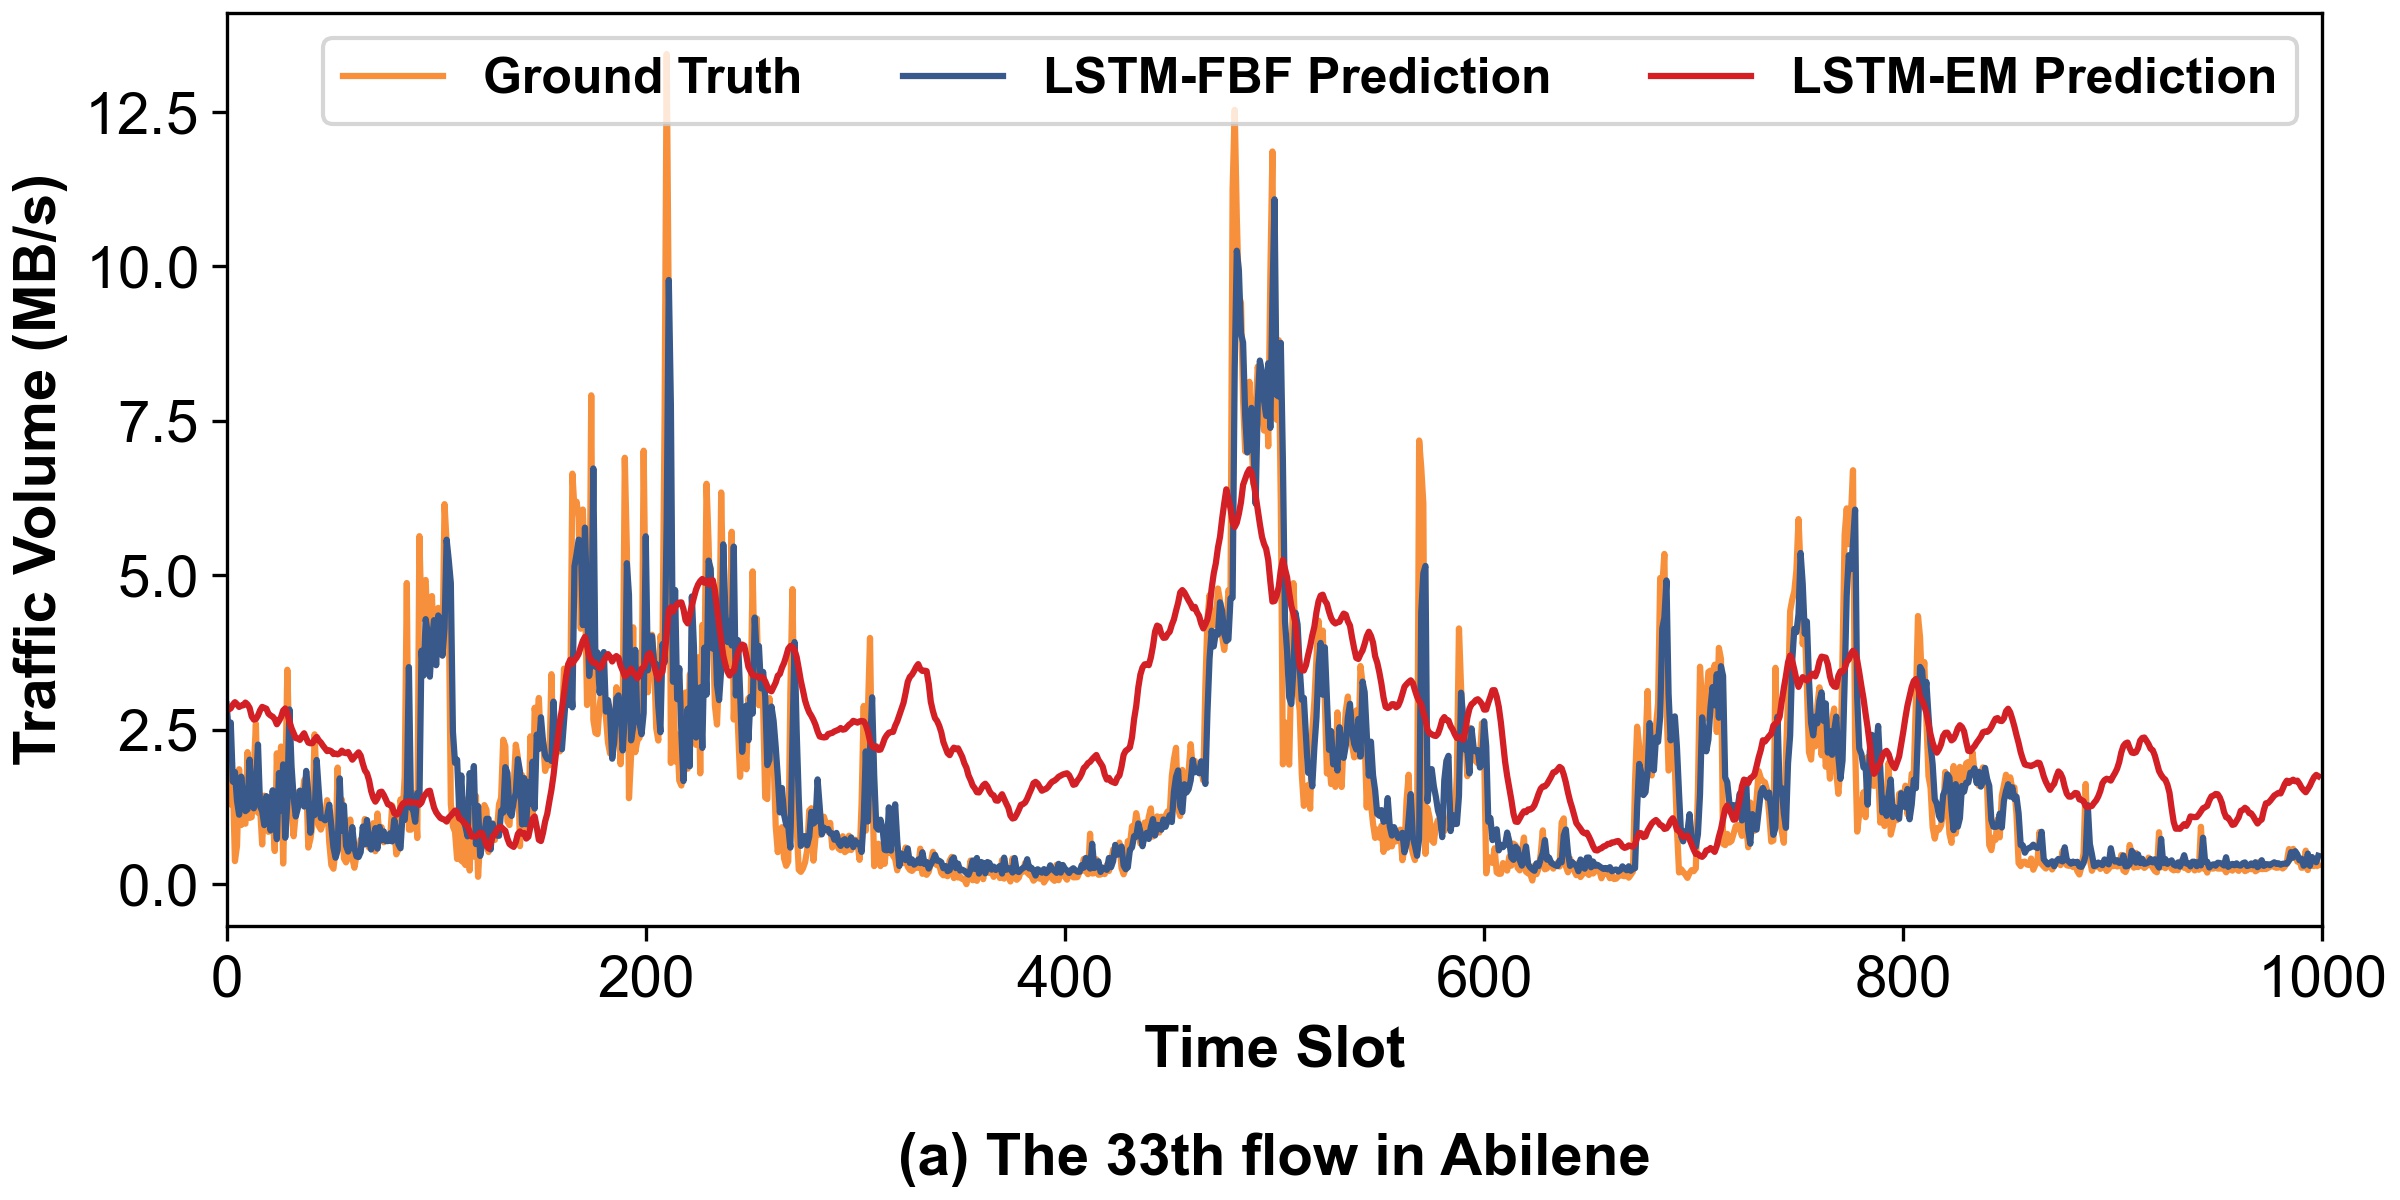 Ground Truth LSTM-FBF Prediction LSTM-EM Prediction
Traffic Volume (MB/s)
12.5
10.0
7.5
5.0
2.5
0.0
0 200 400 600 800 1000
Time Slot
(a) The 33th flow in Abilene